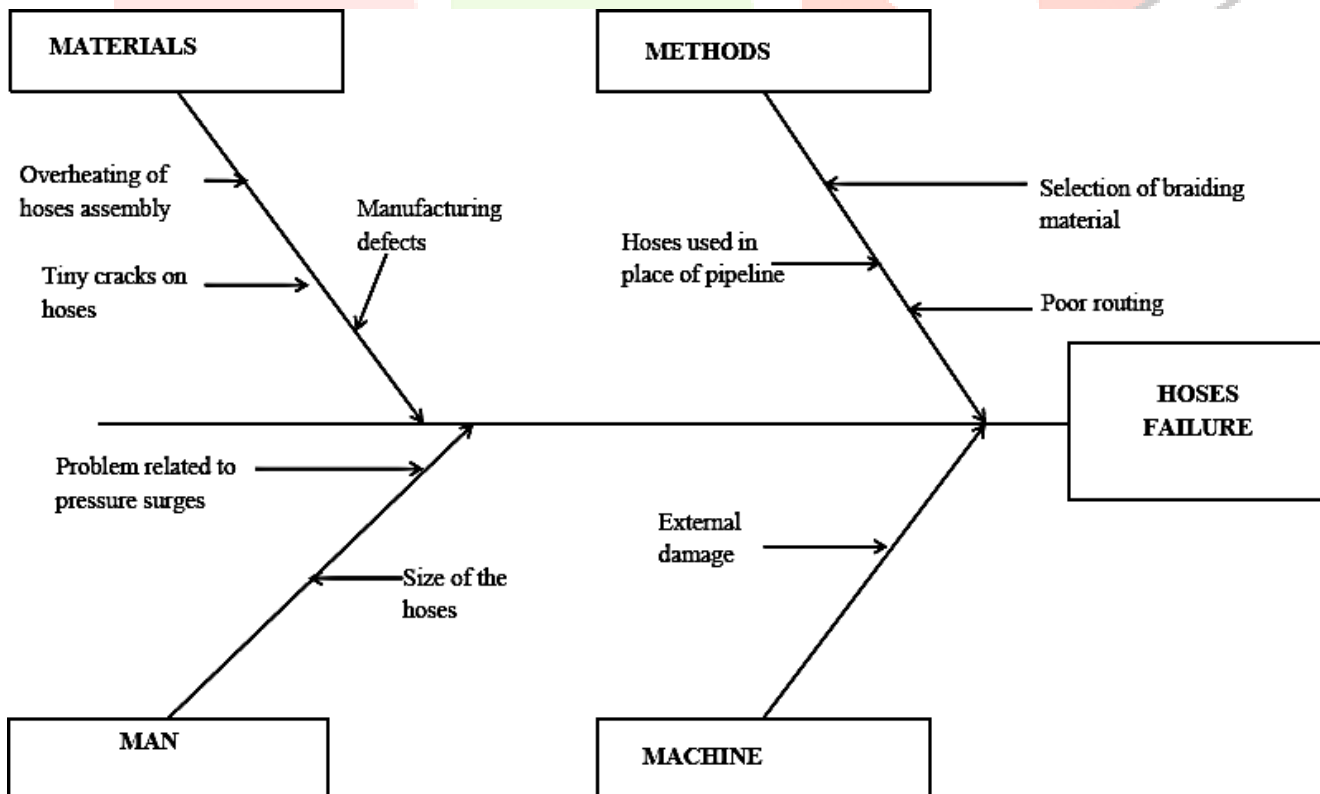 MATERIALS
METHODS
Overheating of
hoses assembly
Manufacturing
defects
Tiny cracks on
hoses
Selection of braiding
material
Hoses used in
place of pipeline
Poor routing
HOSES
FAILURE
Problem related to
pressure surges
Size of the
hoses
External
damage
MAN
MACHINE